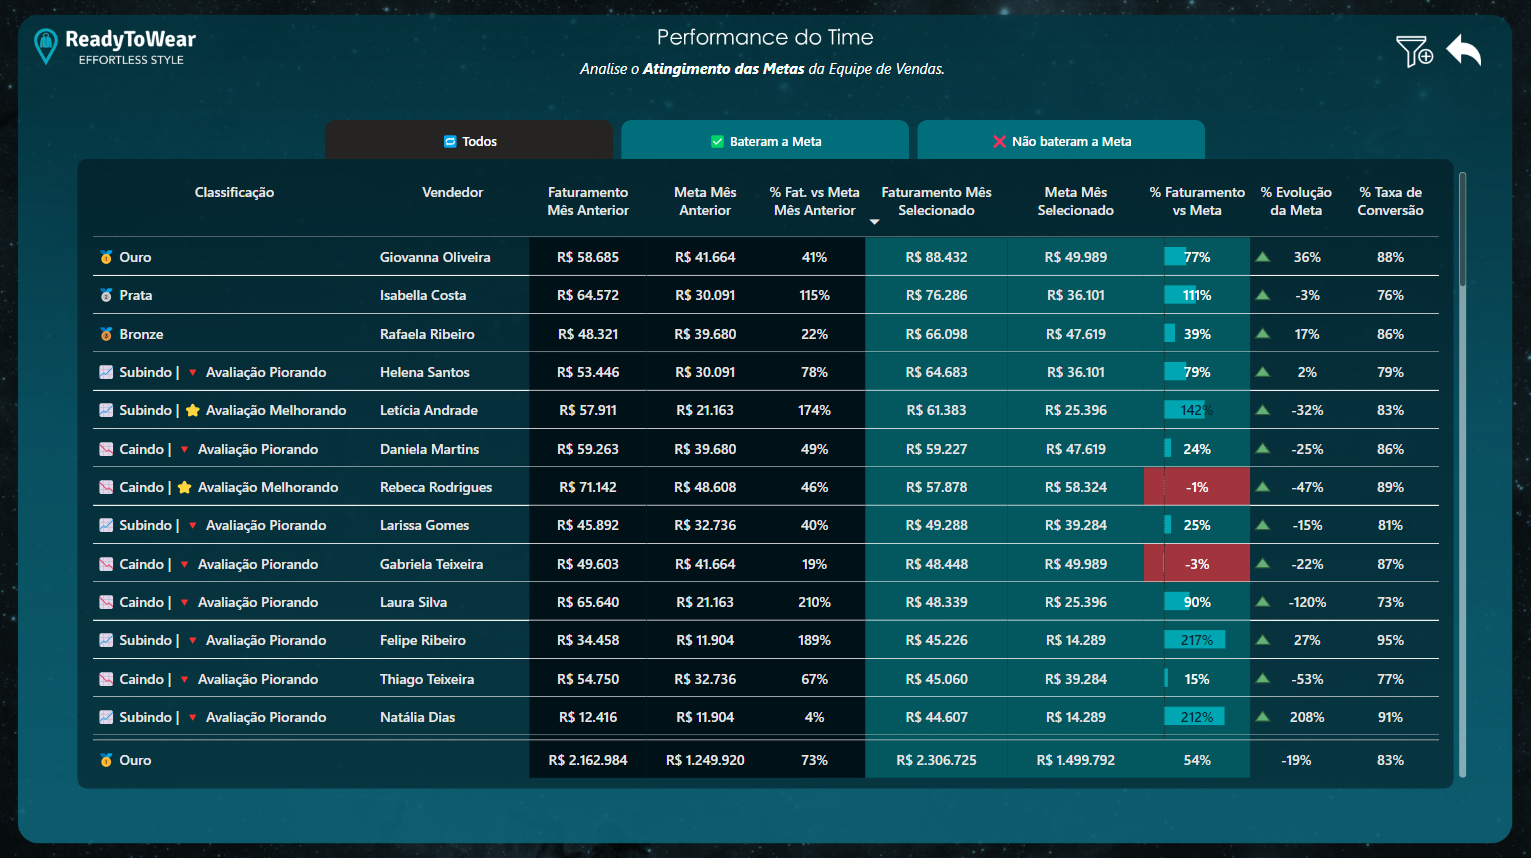 ReadyToWear
EFFORTLESS STYLE
Performance do Time
Analise o Atingimento das Metas da Equipe de Vendas.
Todos
Bateram a Meta
Não bateram a Meta
Classificação Vendedor Faturamento Mês Anterior Meta Mês Anterior % Fat. vs Meta Mês Anterior Faturamento Mês Selecionado Meta Mês Selecionado % Faturamento vs Meta % Evolução da Meta % Taxa de Conversão
Ouro Giovanna Oliveira R$ 58.685 R$ 41.664 41% R$ 88.432 R$ 49.989 77% 36% 88%
Prata Isabella Costa R$ 64.572 R$ 30.091 115% R$ 76.286 R$ 36.101 111% -3% 76%
Bronze Rafaela Ribeiro R$ 48.321 R$ 39.680 22% R$ 66.098 R$ 47.619 39% 17% 86%
Subindo | Avaliação Piorando Helena Santos R$ 53.446 R$ 30.091 78% R$ 64.683 R$ 36.101 79% 2% 79%
Subindo | Avaliação Melhorando Letícia Andrade R$ 57.911 R$ 21.163 174% R$ 61.383 R$ 25.396 142% -32% 83%
Caindo | Avaliação Piorando Daniela Martins R$ 59.263 R$ 39.680 49% R$ 59.227 R$ 47.619 24% -25% 86%
Caindo | Avaliação Melhorando Rebeca Rodrigues R$ 71.142 R$ 48.608 46% R$ 57.878 R$ 58.324 -1% -47% 89%
Subindo | Avaliação Piorando Larissa Gomes R$ 45.892 R$ 32.736 40% R$ 49.288 R$ 39.284 25% -15% 81%
Caindo | Avaliação Piorando Gabriela Teixeira R$ 49.603 R$ 41.664 19% R$ 48.448 R$ 49.989 -3% -22% 87%
Caindo | Avaliação Piorando Laura Silva R$ 65.640 R$ 21.163 210% R$ 48.339 R$ 25.396 90% -120% 73%
Subindo | Avaliação Piorando Felipe Ribeiro R$ 34.458 R$ 11.904 189% R$ 45.226 R$ 14.289 217% 27% 95%
Caindo | Avaliação Piorando Thiago Teixeira R$ 54.750 R$ 32.736 67% R$ 45.060 R$ 39.284 15% -53% 77%
Subindo | Avaliação Piorando Natália Dias R$ 12.416 R$ 11.904 4% R$ 44.607 R$ 14.289 212% 208% 91%
Ouro R$ 2.162.984 R$ 1.249.920 73% R$ 2.306.725 R$ 1.499.792 54% -19% 83%